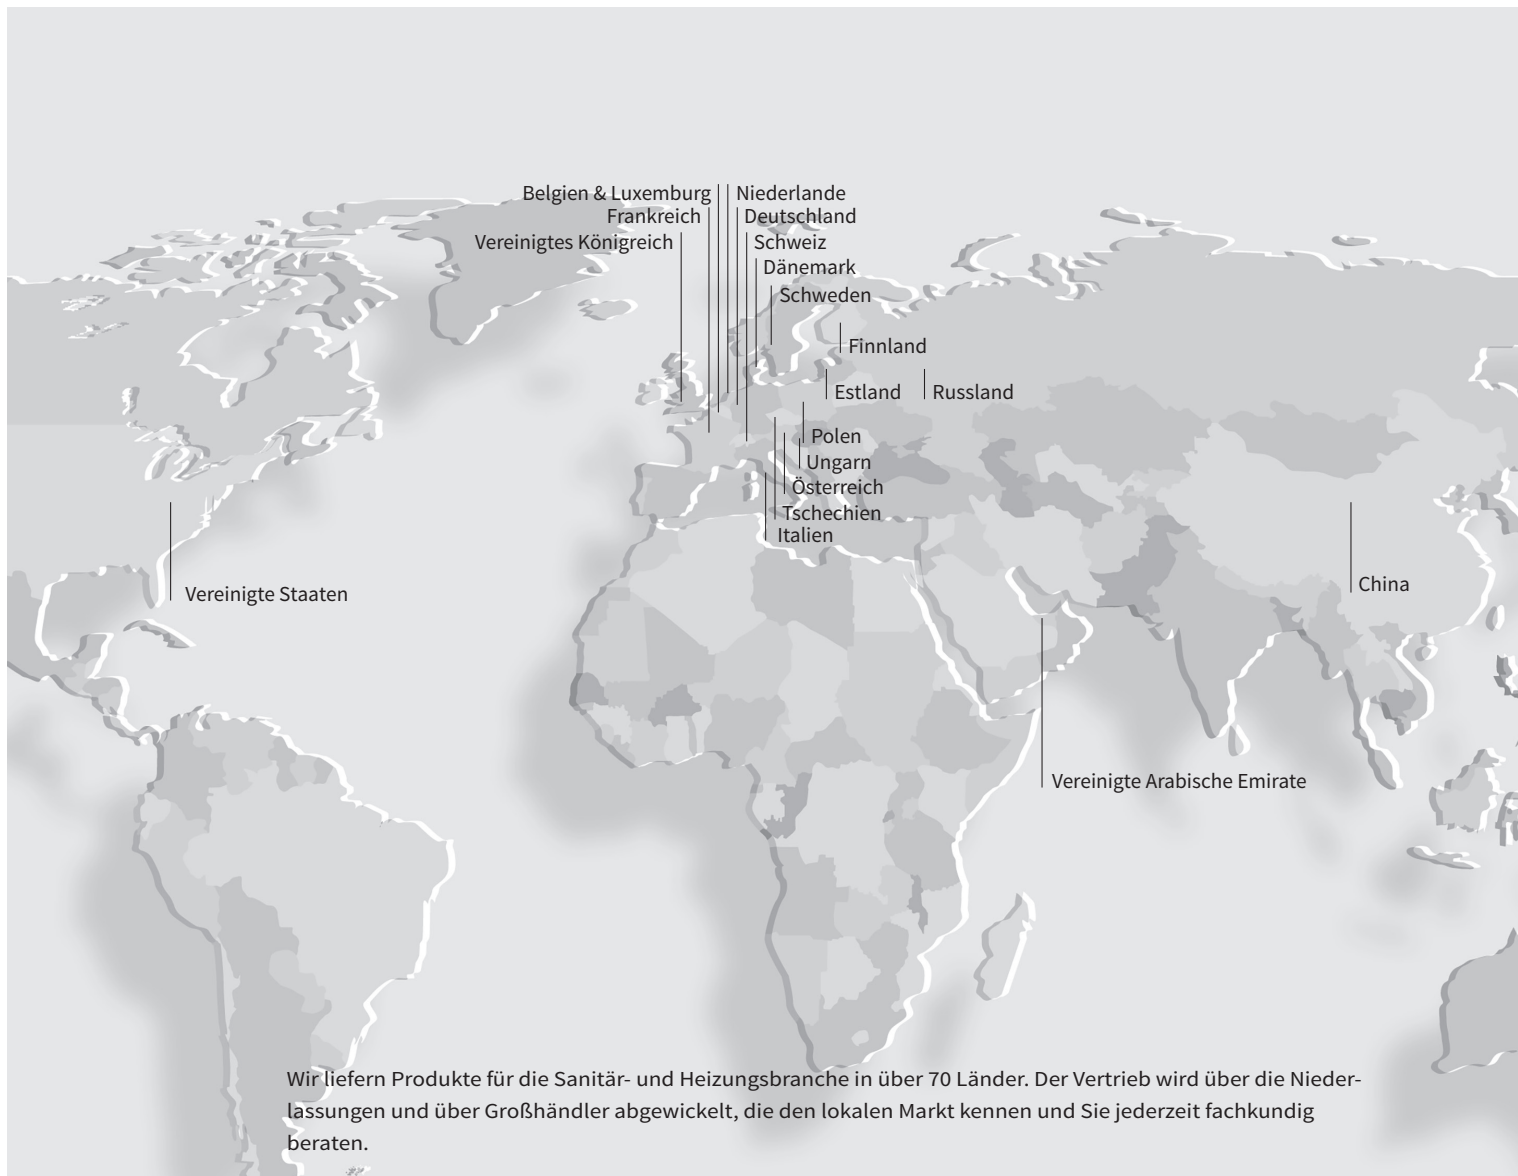 Belgien & Luxemburg
Niederlande
Frankreich
Deutschland
Vereinigtes Königreich
Schweiz
Dänemark
Schweden
Finnland
Estland
Russland
Polen
Ungarn
Österreich
Tschechien
Italien
Vereinigte Staaten
China
Vereinigte Arabische Emirate
Wir liefern Produkte für die Sanitär- und Heizungsbranche in über 70 Länder. Der Vertrieb wird über die Nieder-
lassungen und über Großhändler abgewickelt, die den lokalen Markt kennen und Sie jederzeit fachkundig
beraten.